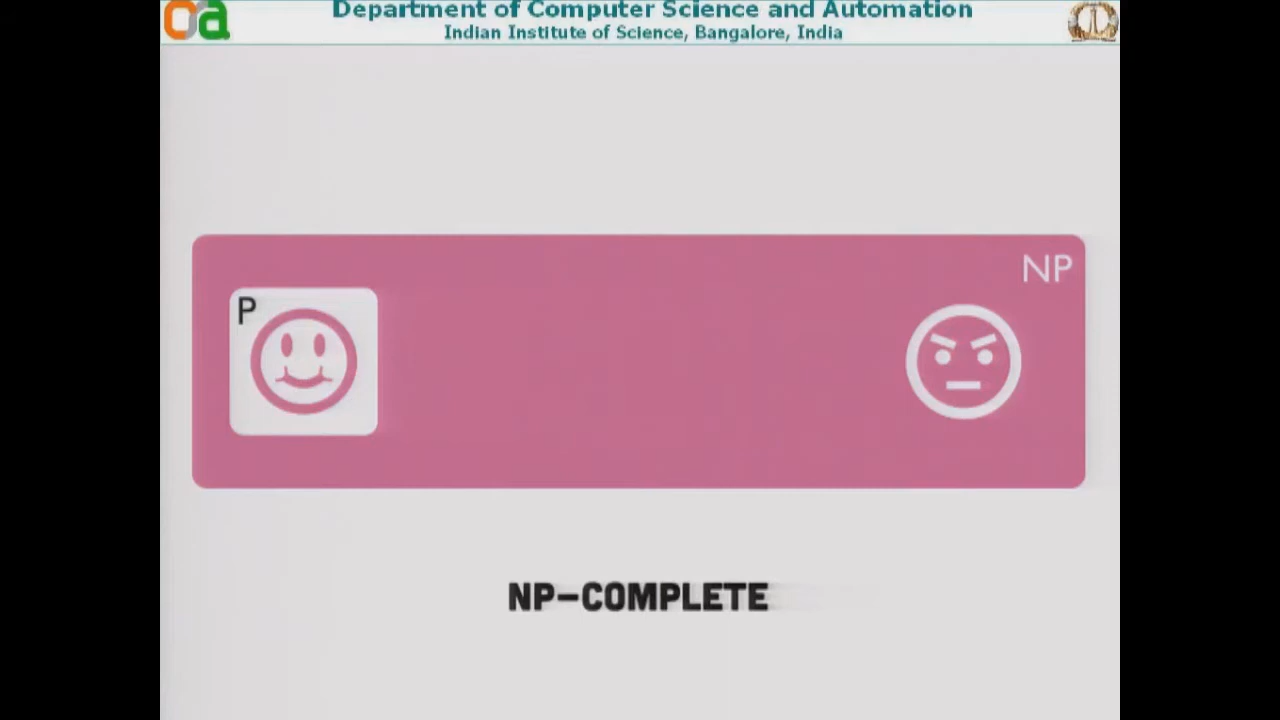 Department of Computer Science and Automation
Indian Institute of Science, Bangalore, India
NP
P
NP-COMPLETE